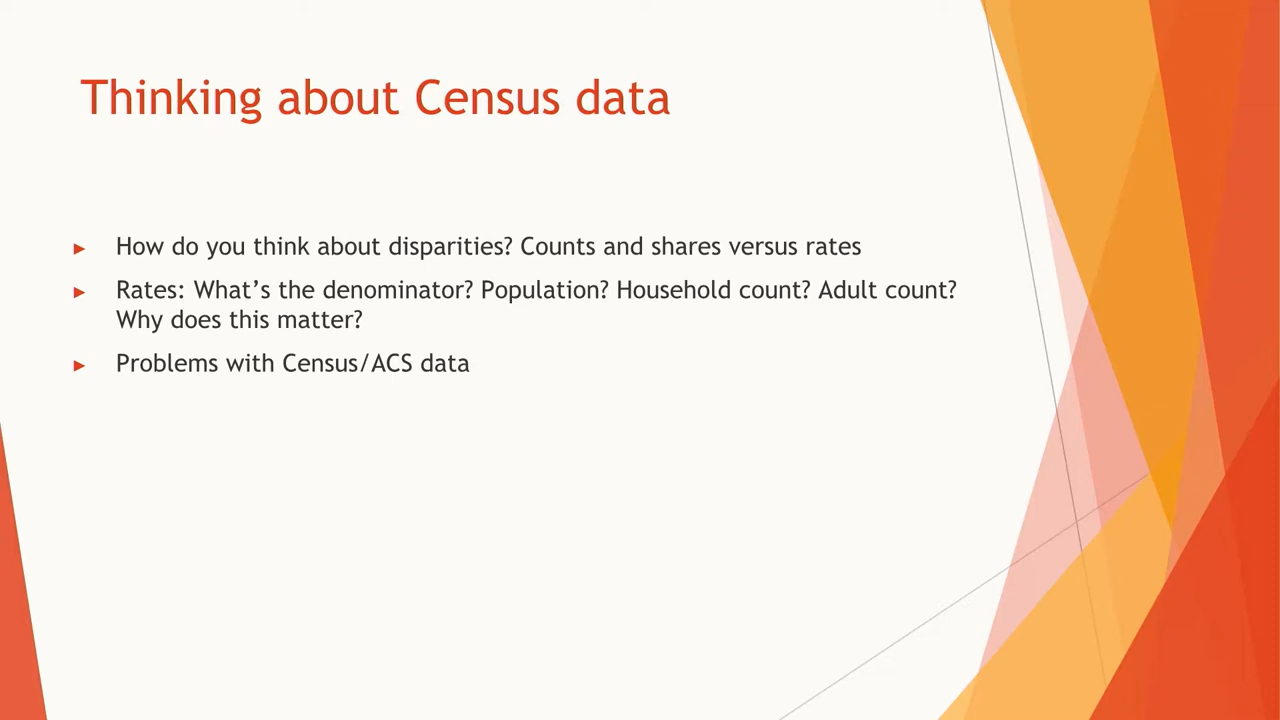 Thinking about Census data
How do you think about disparities? Counts and shares versus rates
Rates: What’s the denominator? Population? Household count? Adult count?
Why does this matter?
Problems with Census/ACS data